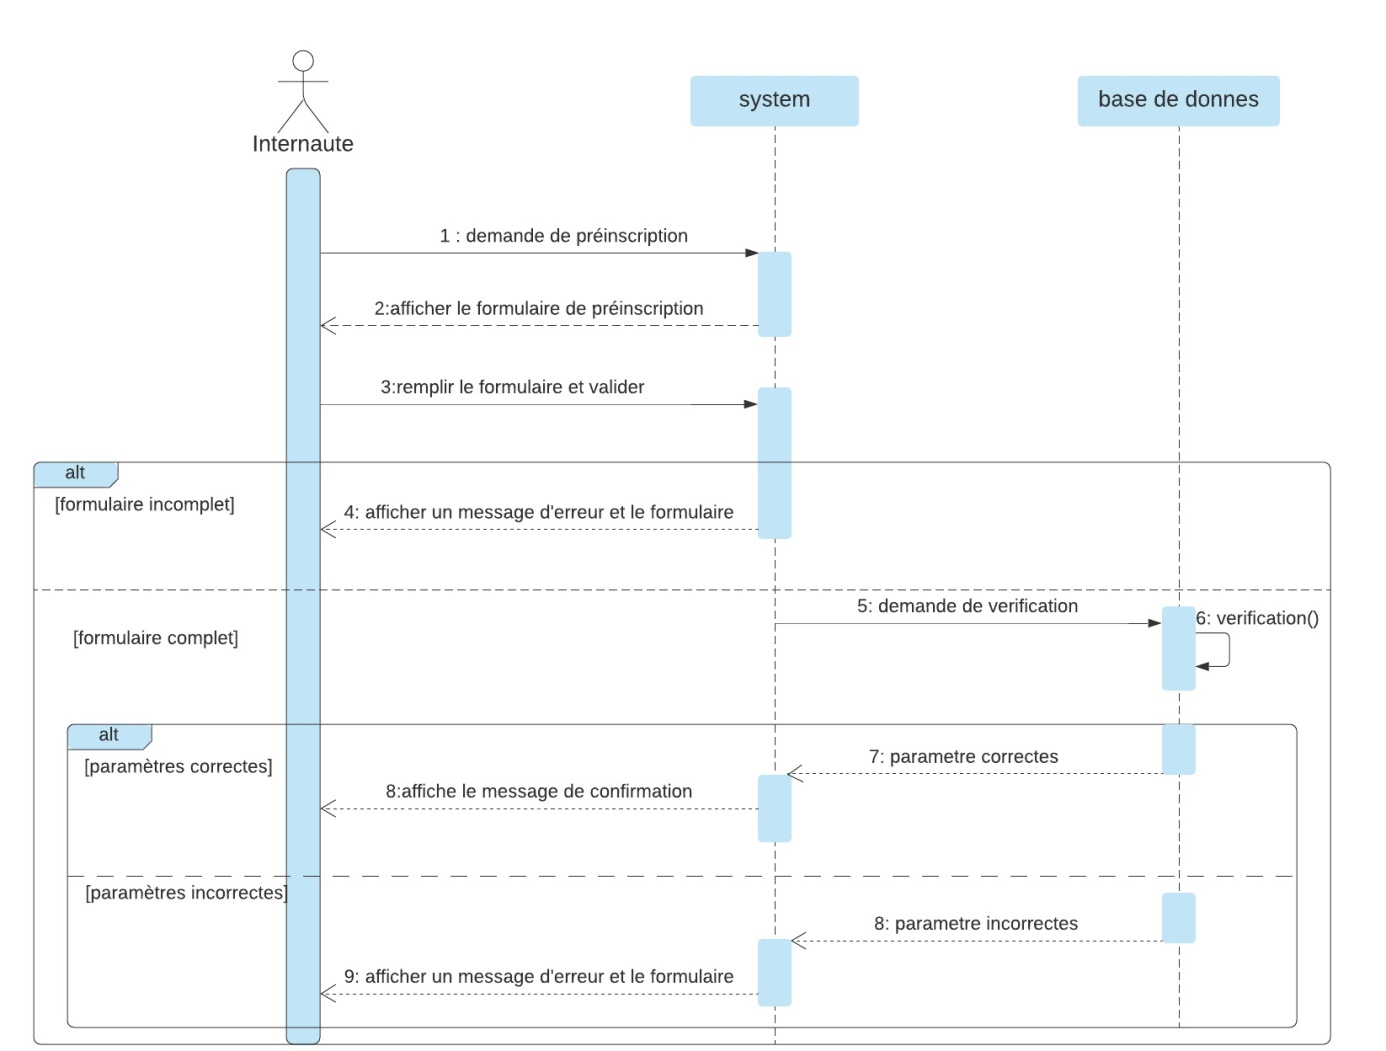 system
base de donnes
Internaute
1 : demande de préinscription
2:afficher le formulaire de préinscription
3:remplir le formulaire et valider
alt
[formulaire incomplet]
4: afficher un message d'erreur et le formulaire
5: demande de verification
6: verification()
[formulaire complet]
alt
[paramètres correctes]
7: parametre correctes
8:affiche le message de confirmation
[paramètres incorrectes]
8: parametre incorrectes
9: afficher un message d'erreur et le formulaire